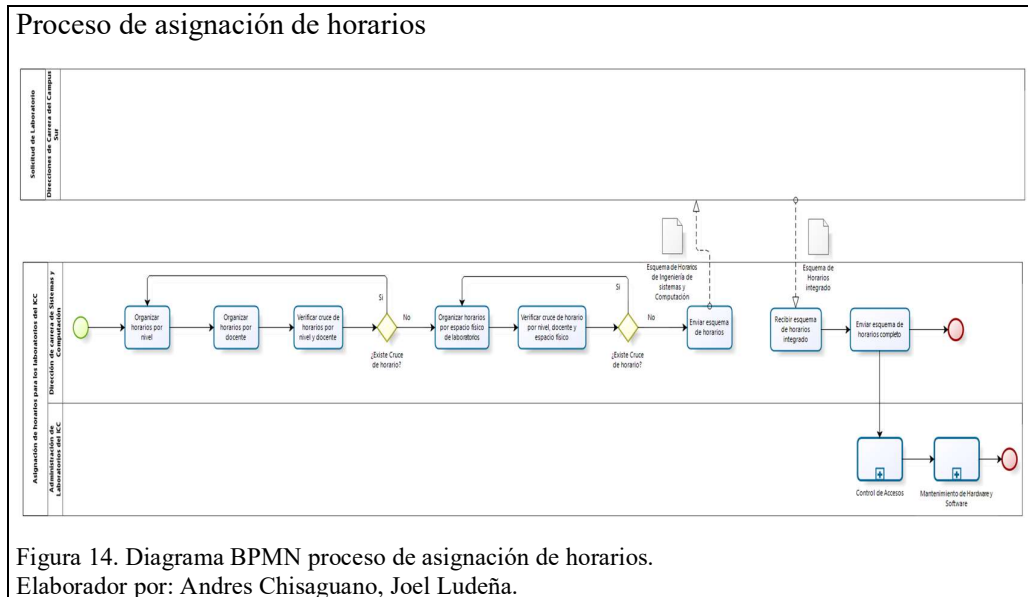 Proceso de asignación de horarios
Solicitud de Laboratorio
Direcciones de Carrera del Campus
Sur
Esquema de Horarios
de Ingeniería de
sistemas y
Computación
Esquema de
Horarios
integrado
Asignación de horarios para los laboratorios del ICC
Dirección de carrera de Sistemas y
Computación
Organizar
horarios por
nivel
Organizar
horarios por
docente
Verificar cruce de
horarios por
nivel y docente
Si
No
¿Existe Cruce
de horario?
Organizar horarios
por espacio físico
de laboratorios
Verificar cruce de horario
por nivel, docente y
espacio físico
Si
No
¿Existe Cruce
de horario?
Enviar esquema
de horarios
Recibir esquema
de horarios
integrado
Enviar esquema de
horarios completo
Administración de
Laboratorios del ICC
Control de Accesos
Mantenimiento de Hardware y
Software
Figura 14. Diagrama BPMN proceso de asignación de horarios.
Elaborador por: Andres Chisaguano, Joel Ludeña.